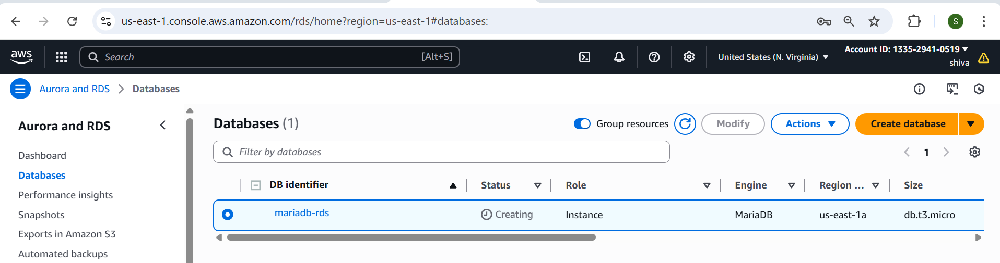 us-east-1.console.aws.amazon.com/rds/home?region=us-east-1#databases:
S
aws
Search
[Alt+S]
United States (N. Virginia)
Account ID: 1335-2941-0519
shiva
Aurora and RDS
Databases
Aurora and RDS
Dashboard
Databases
Performance insights
Snapshots
Exports in Amazon S3
Automated backups
Databases (1)
Group resources
Modify
Actions
Create database
Filter by databases
1
DB identifier Status Role Engine Region ... Size
mariadb-rds Creating Instance MariaDB us-east-1a db.t3.micro